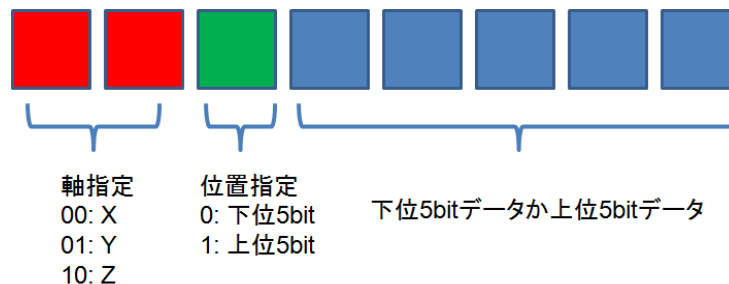 軸指定
00: X
01: Y
10: Z
位置指定
0: 下位5bit
1: 上位5bit
下位5bitデータか上位5bitデータ